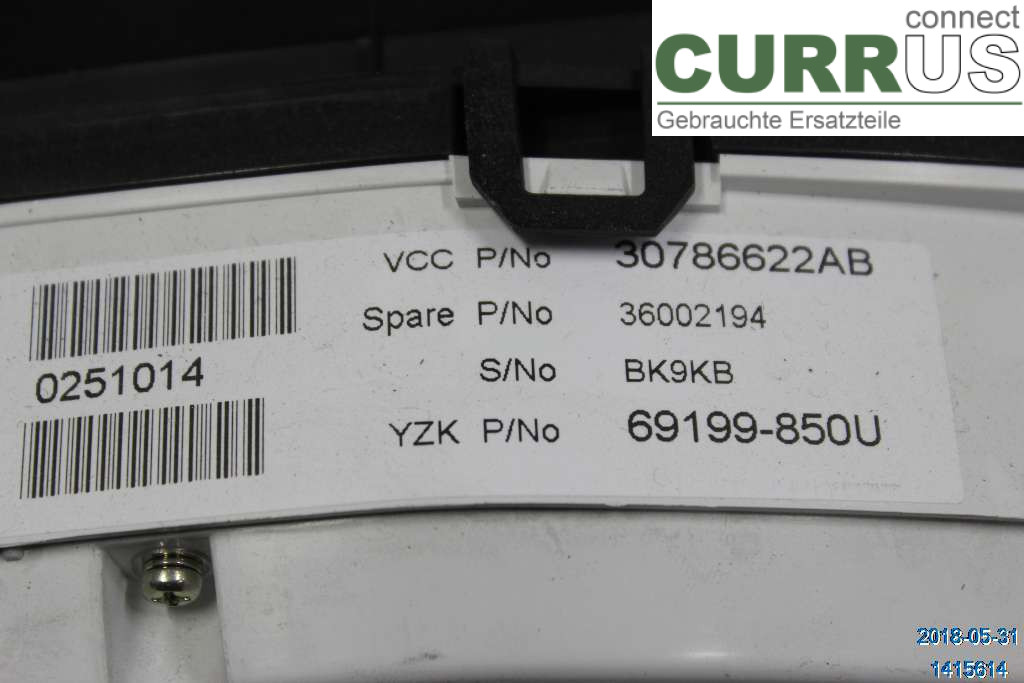 connect
CURRUS
Gebrauchte Ersatzteile
VCC P/No 30786622AB
Spare P/No 36002194
S/No BK9KB
YZK P/No 69199-850U
0251014
2018-05-31
1415614